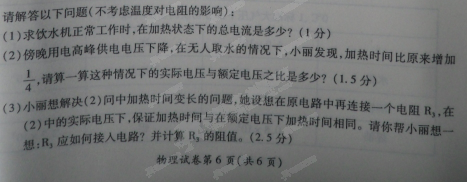 请解答以下问题(不考虑温度对电阻的影响)：
(1)求饮水机正常工作时,在加热状态下的总电流是多少？(1分)
(2)傍晚用电高峰供电电压下降,在无人取水的情况下,小丽发现,加热时间比原来增加
1/4,请算一算这种情况下的实际电压与额定电压之比是多少？(1.5分)
(3)小丽想解决(2)问中加热时间变长的问题,她设想在原电路中再连接一个电阻R₃,在
(2)中的实际电压下,保证加热时间与在额定电压下加热时间相同。请你帮小丽想一
想:R₃应如何接入电路？并计算R₃的阻值。(2.5分)
物理试卷第6页(共6页)